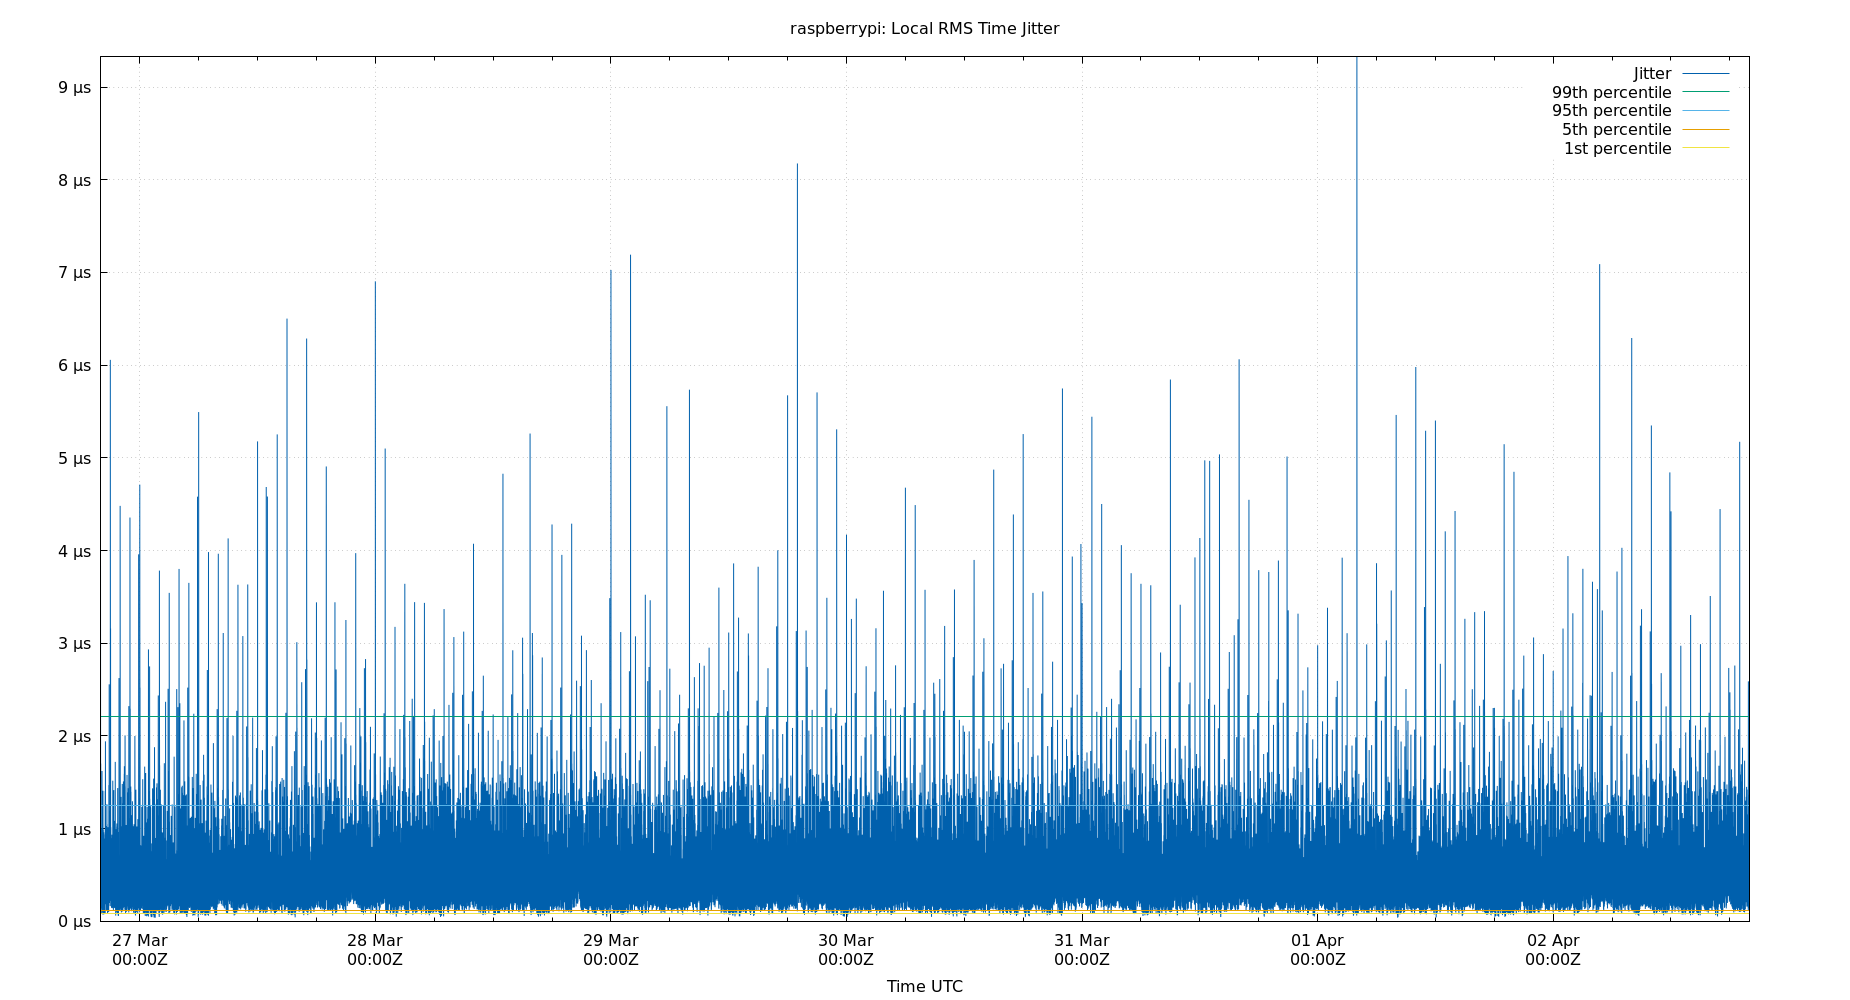 raspberrypi: Local RMS Time Jitter
Jitter
99th percentile
95th percentile
5th percentile
1st percentile
9 µs
8 µs
7 µs
6 µs
5 µs
4 µs
3 µs
2 µs
1 µs
0 µs
27 Mar 28 Mar 29 Mar 30 Mar 31 Mar 01 Apr 02 Apr
00:00Z 00:00Z 00:00Z 00:00Z 00:00Z 00:00Z 00:00Z
Time UTC